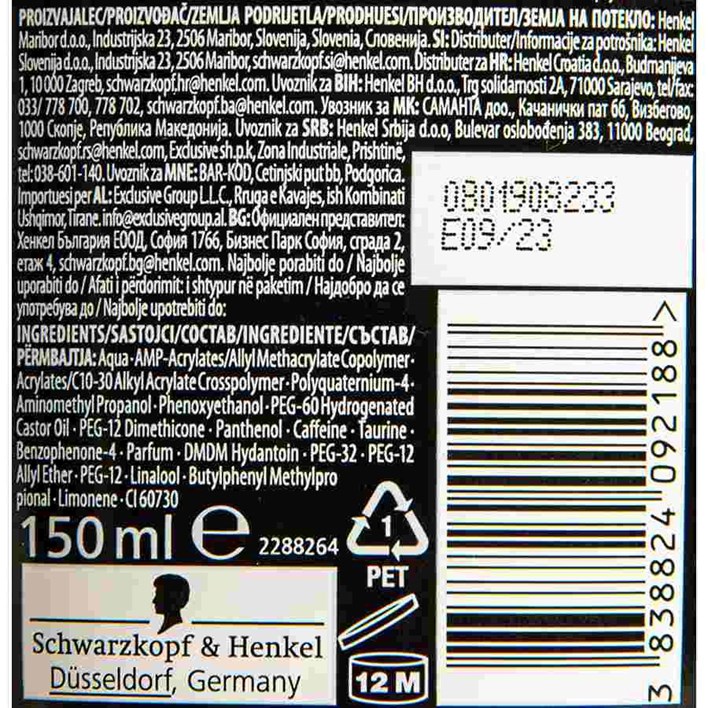 PROIZVAJALEC/PROIZVOĐAČ/ZEMLJA PODRIJETLA/PRODHUESI/ПРОИЗВОДИТЕЛ/ЗЕМЈА НА ПОТЕКЛО: Henkel
Maribor d.o.o., Industrijska 23, 2506 Maribor, Slovenija, Slovenia, Словенија. SI: Distributer/Informacije za potrošnika: Henkel
Slovenija d.o.o., Industrijska 23, 2506 Maribor, schwarzkopf.si@henkel.com. Distributer za HR: Henkel Croatia d.o.o., Budmanijeva
1, 10 000 Zagreb, schwarzkopf.hr@henkel.com. Uvoznik za BIH: Henkel BH d.o.o., Trg solidarnosti 2A, 71000 Sarajevo, tel/fax:
033/ 778 700, 778 702, schwarzkopf.ba@henkel.com. Увозник за МК: САМАНТА доо., Качанички пат бб, Визбегово,
1000 Скопје, Република Македонија. Uvoznik za SRB: Henkel Srbija d.o.o, Bulevar oslobođenja 383, 11000 Beograd,
schwarzkopf.rs@henkel.com, Exclusive sh.p.k, Zona Industriale, Prishtinë,
tel: 038-601-140. Uvoznik za MNE: BAR-KOD, Cetinjski put bb, Podgorica.
Importuesi per AL: Exclusive Group L.L.C., Rruga e Kavajes, ish Kombinati
Ushqimor, Tirane. info@exclusivegroup.al. BG: Официален представител:
Хенкел България ЕООД, София 1766, Бизнес Парк София, сграда 2,
етаж 4, schwarzkopf.bg@henkel.com. Najbolje porabiti do / Najbolje
uporabiti do / Afati i përdorimit: i shtypur në paketim / Најдобро да се
употребува до / Najbolje upotrebiti do:
0801908233
E09/23
INGREDIENTS/SASTOJCI/СОСТАВ/INGREDIENTE/СЪСТАВ/
PËRMBAJTJA: Aqua · AMP-Acrylates/Allyl Methacrylate Copolymer ·
Acrylates/C10-30 Alkyl Acrylate Crosspolymer · Polyquaternium-4 ·
Aminomethyl Propanol · Phenoxyethanol · PEG-60 Hydrogenated
Castor Oil · PEG-12 Dimethicone · Panthenol · Caffeine · Taurine ·
Benzophenone-4 · Parfum · DMDM Hydantoin · PEG-32 · PEG-12
Allyl Ether · PEG-12 · Linalool · Butylphenyl Methylpro
pional · Limonene · CI 60730
150 ml e 2288264
1
PET
Schwarzkopf & Henkel
Düsseldorf, Germany
12 M
3 838824 092188 >